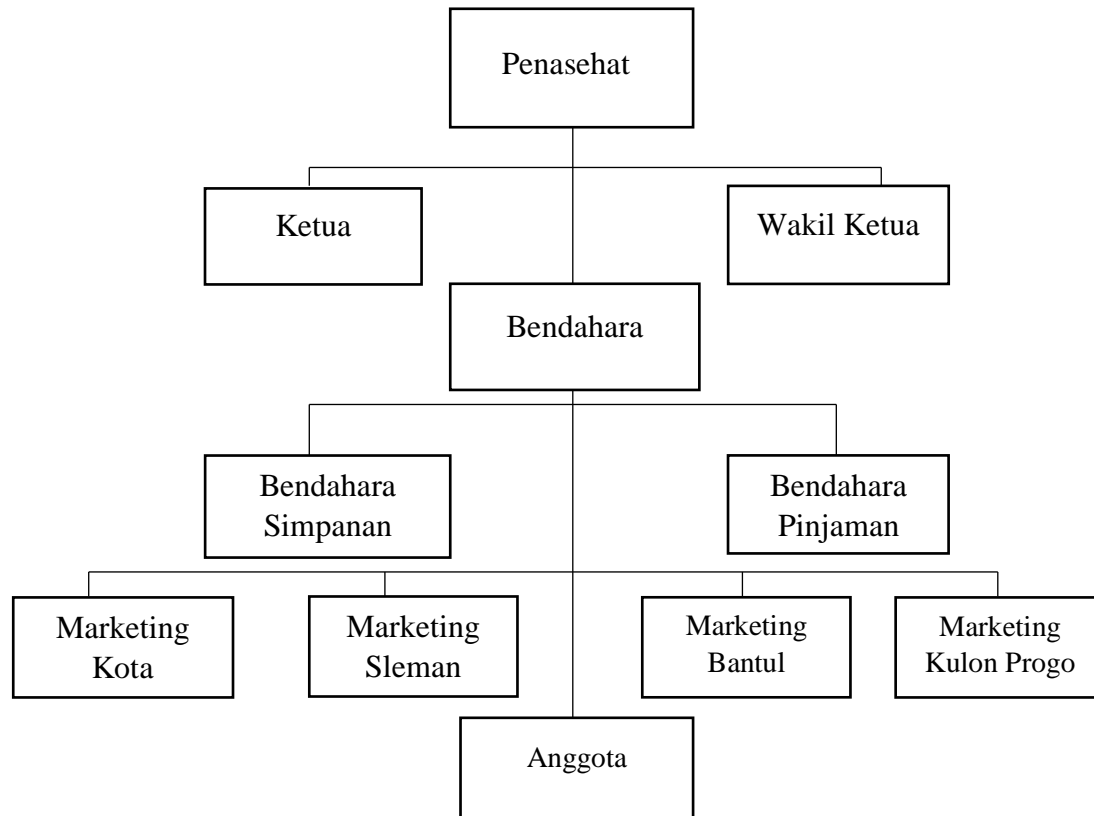 Penasehat
Ketua
Wakil Ketua
Bendahara
Bendahara
Simpanan
Bendahara
Pinjaman
Marketing
Kota
Marketing
Sleman
Marketing
Bantul
Marketing
Kulon Progo
Anggota